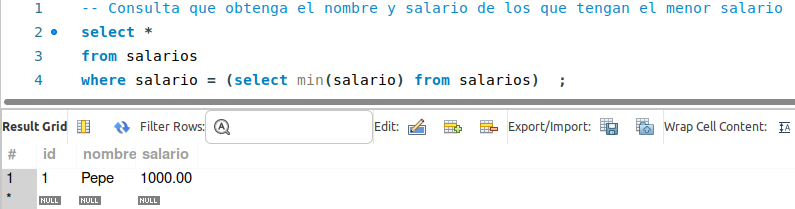 1 -- Consulta que obtenga el nombre y salario de los que tengan el menor salario
2 select *
3 from salarios
4 where salario = (select min(salario) from salarios)  ;
Result Grid Filter Rows: Edit: Export/Import: Wrap Cell Content:
# id nombre salario
1 1 Pepe 1000.00
* NULL NULL NULL